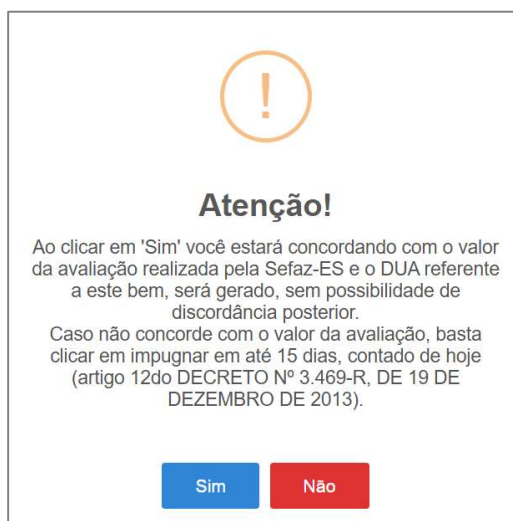 !
Atenção!
Ao clicar em 'Sim' você estará concordando com o valor
da avaliação realizada pela Sefaz-ES e o DUA referente
a este bem, será gerado, sem possibilidade de
discordância posterior.
Caso não concorde com o valor da avaliação, basta
clicar em impugnar em até 15 dias, contado de hoje
(artigo 12do DECRETO Nº 3.469-R, DE 19 DE
DEZEMBRO DE 2013).
Sim Não